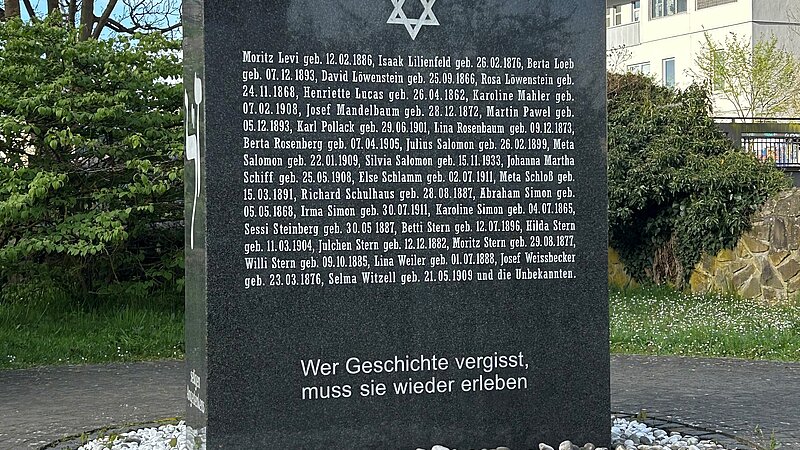 Moritz Levi geb. 12.02.1886, Isaak Lilienfeld geb. 26.02.1876, Berta Loeb
geb. 07.12.1893, David Löwenstein geb. 25.09.1866, Rosa Löwenstein geb.
24.11.1868, Henriette Lucas geb. 26.04.1862, Karoline Mahler geb.
07.02.1908, Josef Mandelbaum geb. 28.12.1872, Martin Pawel geb.
05.12.1893, Karl Pollack geb. 29.06.1901, Lina Rosenbaum geb. 09.12.1873,
Berta Rosenberg geb. 07.04.1905, Julius Salomon geb. 26.02.1899, Meta
Salomon geb. 22.01.1909, Silvia Salomon geb. 15.11.1933, Johanna Martha
Schiff geb. 25.05.1908, Else Schlamm geb. 02.07.1911, Meta Schloß geb.
15.03.1891, Richard Schulhaus geb. 28.08.1887, Abraham Simon geb.
05.05.1868, Irma Simon geb. 30.07.1911, Karoline Simon geb. 04.07.1865,
Sessi Steinberg geb. 30.05 1887, Betti Stern geb. 12.07.1896, Hilda Stern
geb. 11.03.1904, Julchen Stern geb. 12.12.1882, Moritz Stern geb. 29.08.1877,
Willi Stern geb. 09.10.1885, Lina Weiler geb. 01.07.1888, Josef Weissbecker
geb. 23.03.1876, Selma Witzell geb. 21.05.1909 und die Unbekannten.
Wer Geschichte vergisst,
muss sie wieder erleben